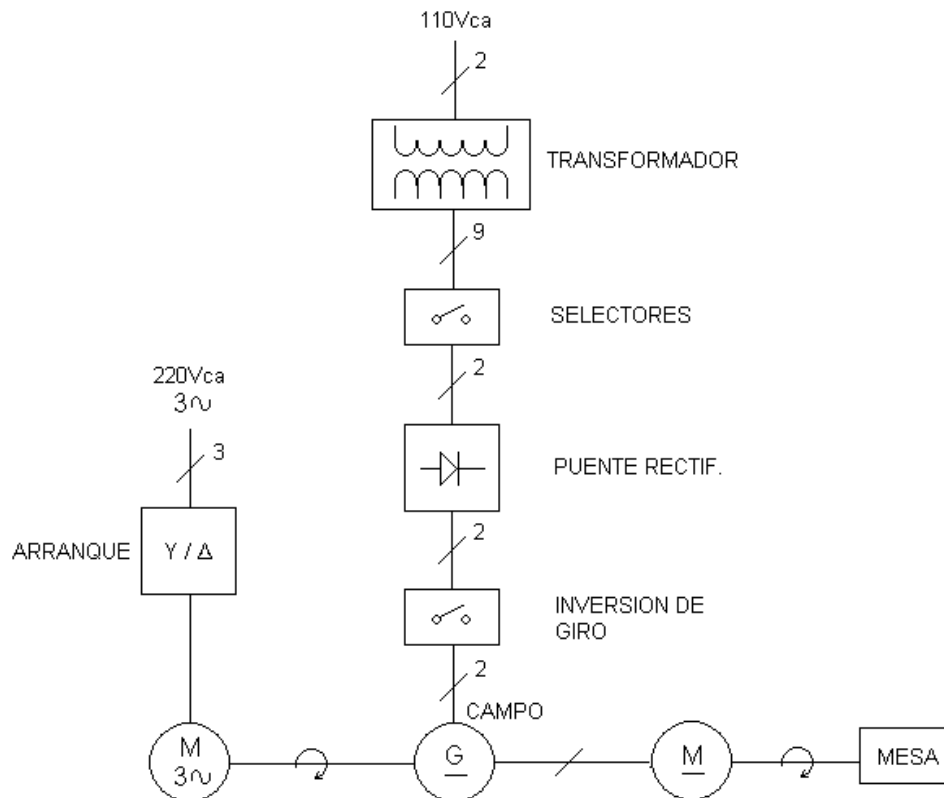 110Vca
2
TRANSFORMADOR
9
SELECTORES
2
220Vca
3∿
3
PUENTE RECTIF.
2
ARRANQUE
Y / Δ
INVERSION DE
GIRO
2
CAMPO
M
3∿
G
M
MESA